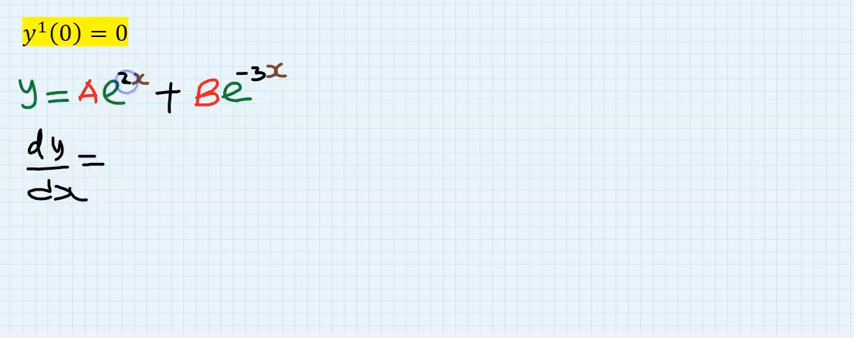 y¹(0) = 0
y = Ae^{2x} + Be^{-3x}
dy/dx =